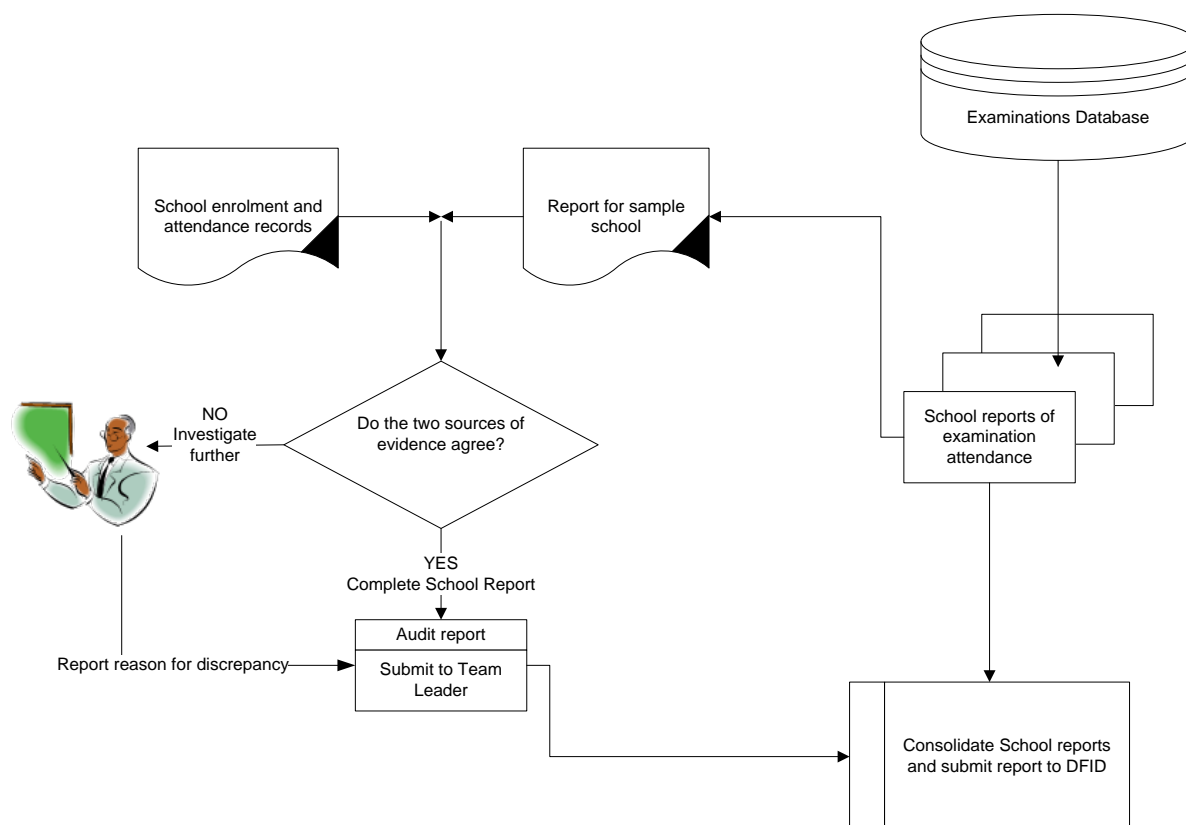 Examinations Database
School enrolment and
attendance records
Report for sample
school
School reports of
examination
attendance
Do the two sources of
evidence agree?
NO
Investigate
further
YES
Complete School Report
Audit report
Submit to Team
Leader
Report reason for discrepancy
Consolidate School reports
and submit report to DFID